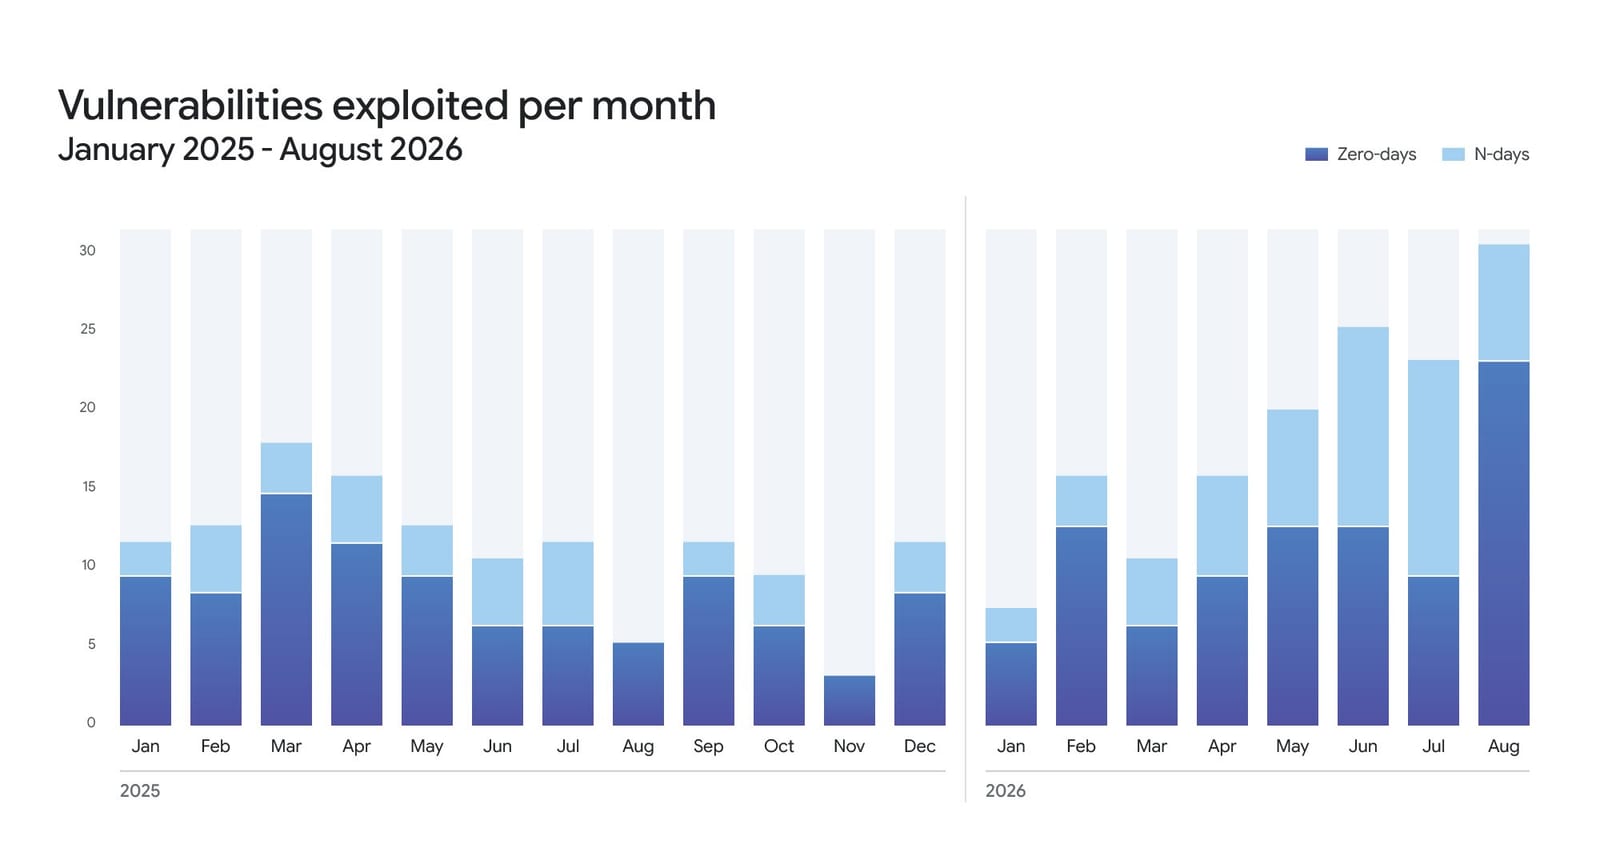 Vulnerabilities exploited per month
January 2025 - August 2026
Zero-days N-days
30
25
20
15
10
5
0
Jan Feb Mar Apr May Jun Jul Aug Sep Oct Nov Dec Jan Feb Mar Apr May Jun Jul Aug
2025 2026